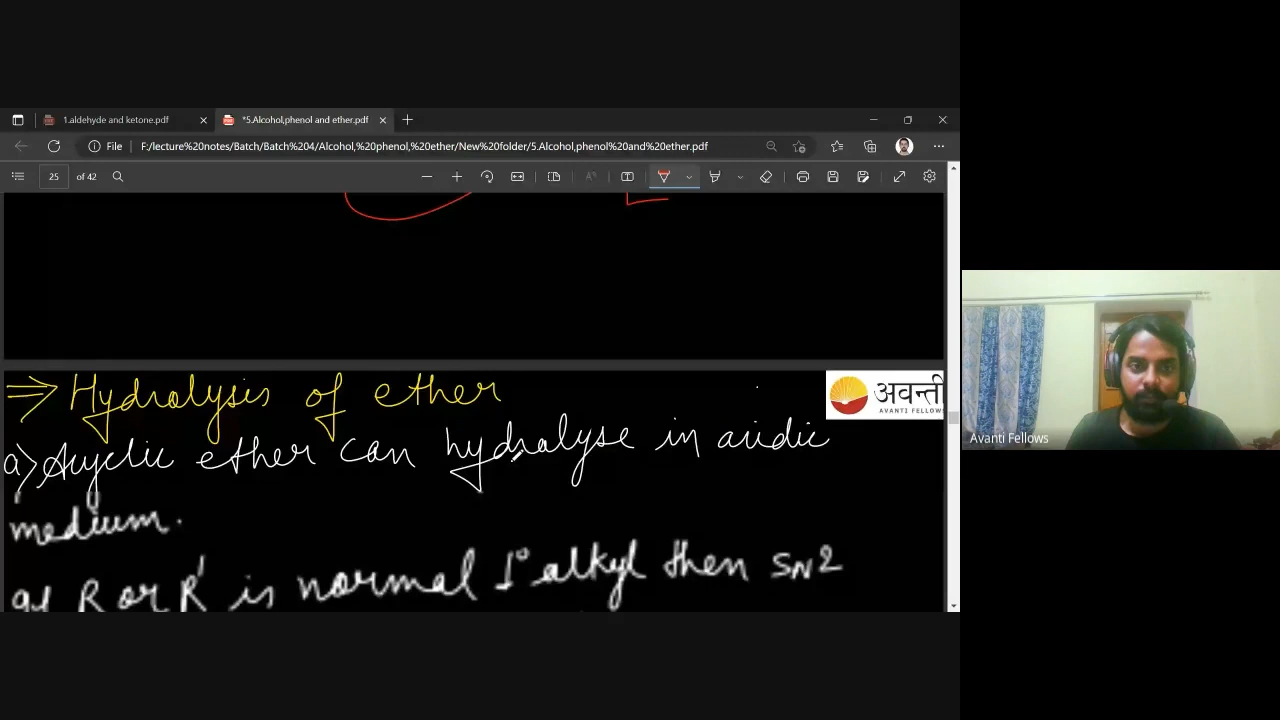 1.aldehyde and ketone.pdf
*5.Alcohol,phenol and ether.pdf
File
F:/lecture%20notes/Batch/Batch%204/Alcohol,%20phenol,%20ether/New%20folder/5.Alcohol,phenol%20and%20ether.pdf
25 of 42
⇒ Hydrolysis of ether
अवन्ती
AVANTI FELLOWS
a) Acyclic ether can hydralyse in acidic
medium.
If R or R' is normal 1° alkyl then SN2
Avanti Fellows